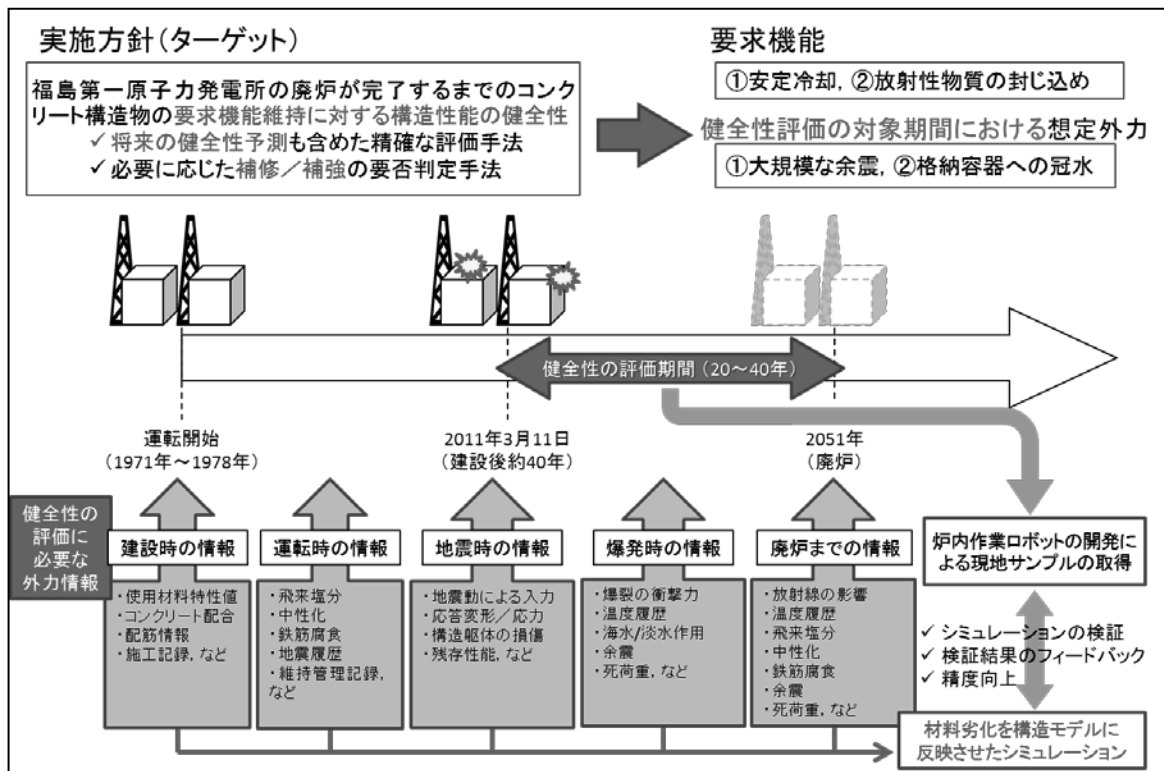 実施方針(ターゲット)
福島第一原子力発電所の廃炉が完了するまでのコンク
リート構造物の要求機能維持に対する構造性能の健全性
✓ 将来の健全性予測も含めた精確な評価手法
✓ 必要に応じた補修／補強の要否判定手法
要求機能
①安定冷却, ②放射性物質の封じ込め
健全性評価の対象期間における想定外力
①大規模な余震, ②格納容器への冠水
健全性の評価期間 (20～40年)
運転開始
(1971年～1978年)
2011年3月11日
(建設後約40年)
2051年
(廃炉)
健全性の
評価に
必要な
外力情報
建設時の情報
・使用材料特性値
・コンクリート配合
・配筋情報
・施工記録, など
運転時の情報
・飛来塩分
・中性化
・鉄筋腐食
・地震履歴
・維持管理記録,
など
地震時の情報
・地震動による入力
・応答変形／応力
・構造躯体の損傷
・残存性能, など
爆発時の情報
・爆裂の衝撃力
・温度履歴
・海水/淡水作用
・余震
・死荷重, など
廃炉までの情報
・放射線の影響
・温度履歴
・飛来塩分
・中性化
・鉄筋腐食
・余震
・死荷重, など
炉内作業ロボットの開発に
よる現地サンプルの取得
✓ シミュレーションの検証
✓ 検証結果のフィードバック
✓ 精度向上
材料劣化を構造モデルに
反映させたシミュレーション